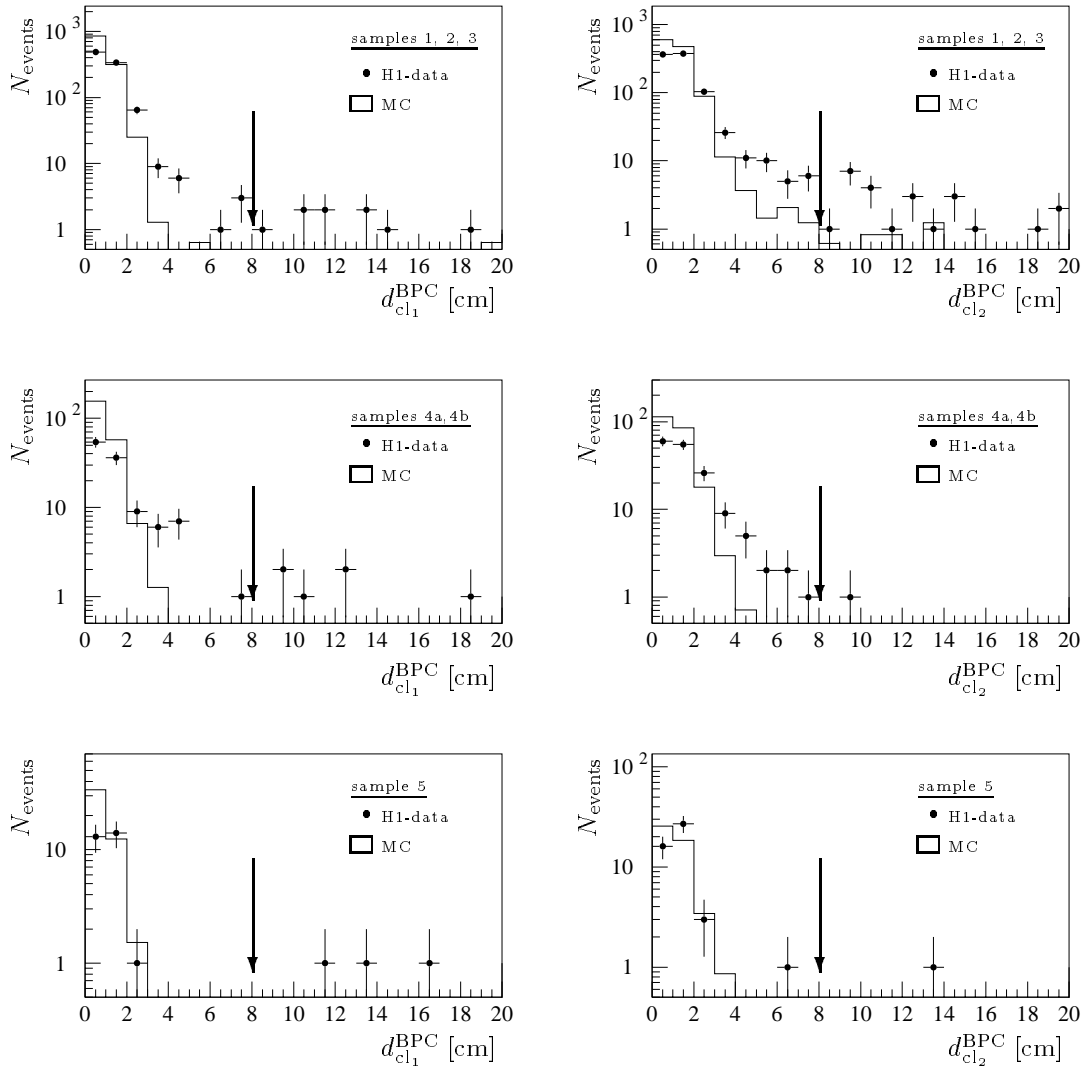 N_events
10^3
10^2
10
1
samples 1, 2, 3
H1-data
MC
0 2 4 6 8 10 12 14 16 18 20
d_cl_1^BPC [cm]
N_events
10^3
10^2
10
1
samples 1, 2, 3
H1-data
MC
0 2 4 6 8 10 12 14 16 18 20
d_cl_2^BPC [cm]
N_events
10^2
10
1
samples 4a,4b
H1-data
MC
0 2 4 6 8 10 12 14 16 18 20
d_cl_1^BPC [cm]
N_events
10^2
10
1
samples 4a,4b
H1-data
MC
0 2 4 6 8 10 12 14 16 18 20
d_cl_2^BPC [cm]
N_events
10
1
sample 5
H1-data
MC
0 2 4 6 8 10 12 14 16 18 20
d_cl_1^BPC [cm]
N_events
10^2
10
1
sample 5
H1-data
MC
0 2 4 6 8 10 12 14 16 18 20
d_cl_2^BPC [cm]